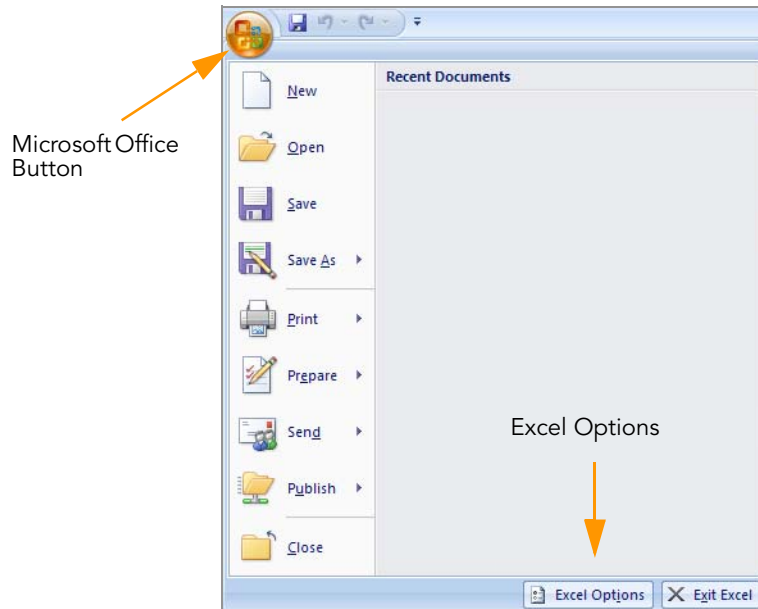 Recent Documents
New
Microsoft Office
Button
Open
Save
Save As
Print
Prepare
Send
Excel Options
Publish
Close
Excel Options
Exit Excel